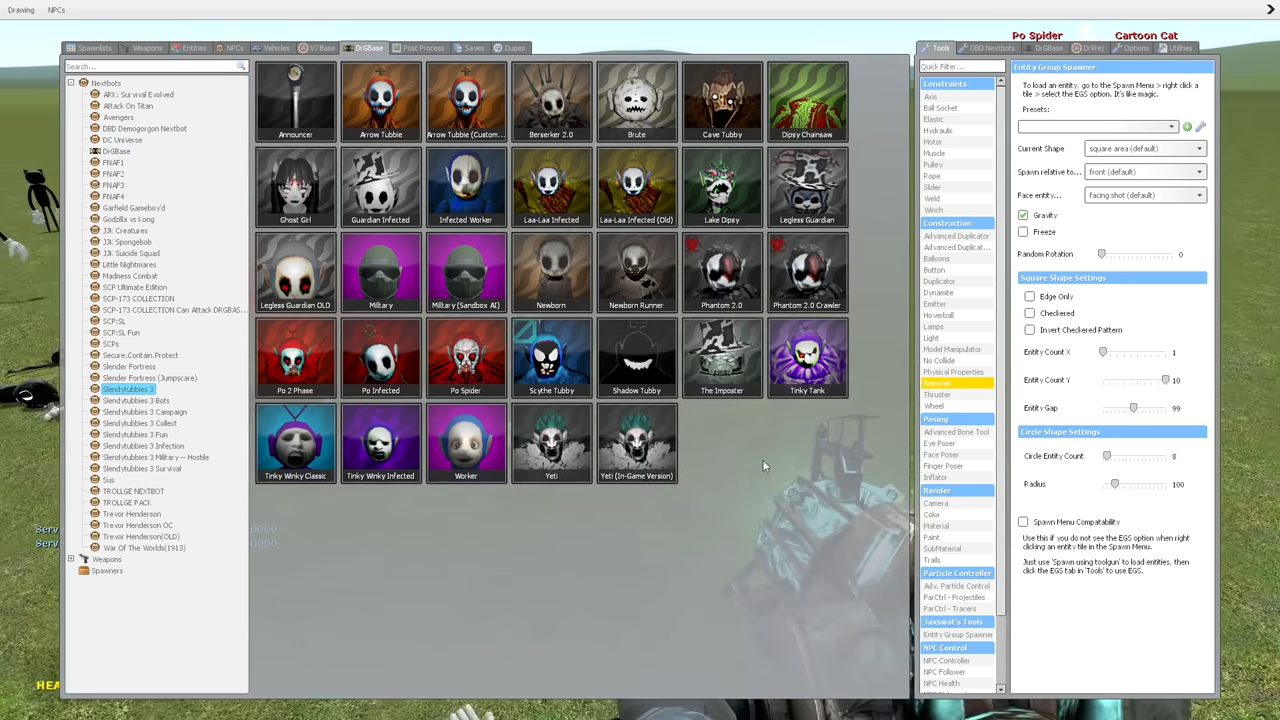 Drawing NPCs
Po Spider Cartoon Cat
Spawnlists Weapons Entities NPCs Vehicles VJ Base DrGBase Post Process Saves Dupes
Search...
Nextbots
ARK: Survival Evolved
Attack On Titan
Avengers
DBD Demogorgon Nextbot
DC Universe
DrGBase
FNAF1
FNAF2
FNAF3
FNAF4
Garfield Gameboy'd
Godzilla vs Kong
JJK Creatures
JJK Spongebob
JJK Suicide Squad
Little Nightmares
Madness Combat
SCP Ultimate Edition
SCP-173 COLLECTION
SCP-173 COLLECTION Can Attack DRGBAS...
SCP:SL
SCP:SL Fun
SCPs
Secure.Contain.Protect
Slender Fortress
Slender Fortress (Jumpscare)
Slendytubbies 3
Slendytubbies 3 Bots
Slendytubbies 3 Campaign
Slendytubbies 3 Collect
Slendytubbies 3 Fun
Slendytubbies 3 Infection
Slendytubbies 3 Military -- Hostile
Slendytubbies 3 Survival
Sus
TROLLGE NEXTBOT
TROLLGE PACK
Trevor Henderson
Trevor Henderson OC
Trevor Henderson(OLD)
War Of The Worlds(1913)
Weapons
Spawners
Announcer Arrow Tubbie Arrow Tubbie (Custom... Berserker 2.0 Brute Cave Tubby Dipsy Chainsaw
Ghost Girl Guardian Infected Infected Worker Laa-Laa Infected Laa-Laa Infected (Old) Lake Dipsy Legless Guardian
Legless Guardian OLD Military Military (Sandbox AI) Newborn Newborn Runner Phantom 2.0 Phantom 2.0 Crawler
Po 2 Phase Po Infected Po Spider Scythe Tubby Shadow Tubby The Imposter Tinky Tank
Tinky Winky Classic Tinky Winky Infected Worker Yeti Yeti (In-Game Version)
Serv
Serv
HEA
Tools DBD Nextbots DrGBase DrVrej Options Utilities
Quick Filter...
Constraints
Axis
Ball Socket
Elastic
Hydraulic
Motor
Muscle
Pulley
Rope
Slider
Weld
Winch
Construction
Advanced Duplicator
Advanced Duplicat...
Balloons
Button
Duplicator
Dynamite
Emitter
Hoverball
Lamps
Light
Model Manipulator
No Collide
Physical Properties
Remover
Thruster
Wheel
Posing
Advanced Bone Tool
Eye Poser
Face Poser
Finger Poser
Inflator
Render
Camera
Color
Material
Paint
SubMaterial
Trails
Particle Controller
Adv. Particle Control
ParCtrl - Projectiles
ParCtrl - Tracers
Jaxswat's Tools
Entity Group Spawner
NPC Control
NPC Controller
NPC Follower
NPC Health
Entity Group Spawner
To load an entity, go to the Spawn Menu > right click a
tile > select the EGS option. It's like magic.
Presets:
Current Shape square area (default)
Spawn relative to... front (default)
Face entity... facing shot (default)
Gravity
Freeze
Random Rotation 0
Square Shape Settings
Edge Only
Checkered
Invert Checkered Pattern
Entity Count X 1
Entity Count Y 10
Entity Gap 99
Circle Shape Settings
Circle Entity Count 8
Radius 100
Spawn Menu Compatability
Use this if you do not see the EGS option when right
clicking an entity tile in the Spawn Menu.
Just use 'Spawn using toolgun' to load entities, then
click the EGS tab in 'Tools' to use EGS.